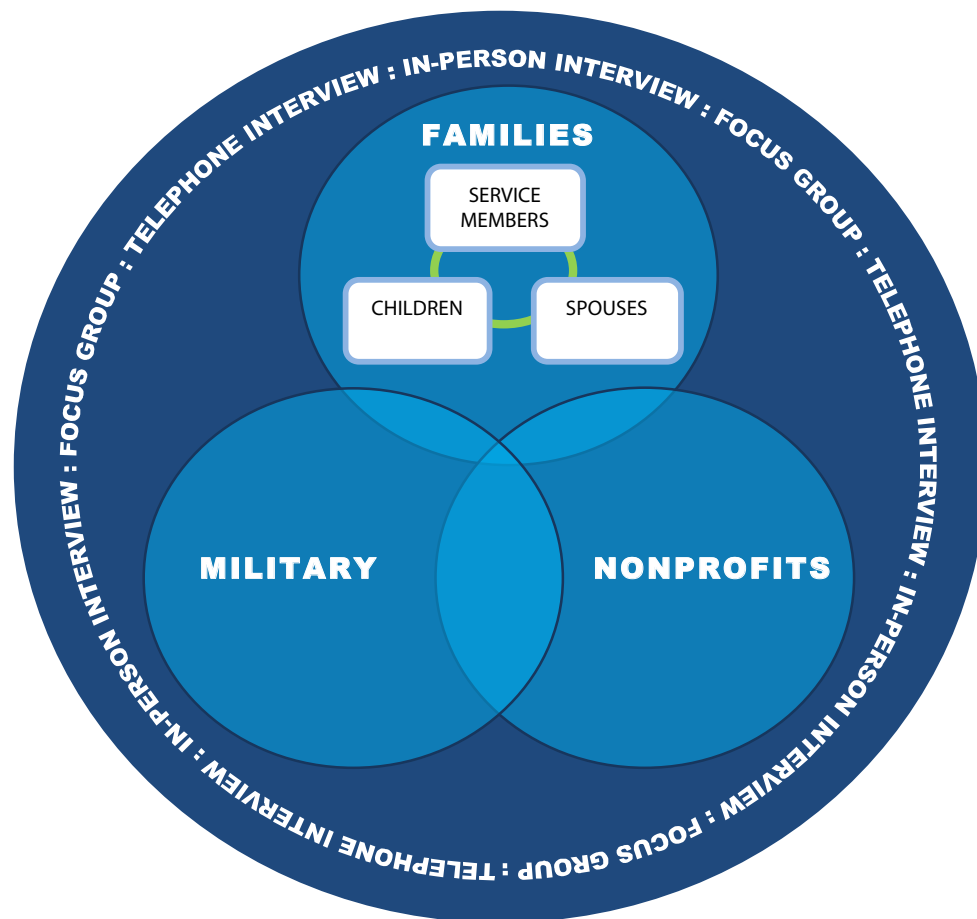 IN-PERSON INTERVIEW : FOCUS GROUP : TELEPHONE INTERVIEW : IN-PERSON INTERVIEW : FOCUS GROUP : TELEPHONE INTERVIEW : IN-PERSON INTERVIEW : FOCUS GROUP : TELEPHONE INTERVIEW :
FAMILIES
SERVICE
MEMBERS
CHILDREN
SPOUSES
MILITARY
NONPROFITS